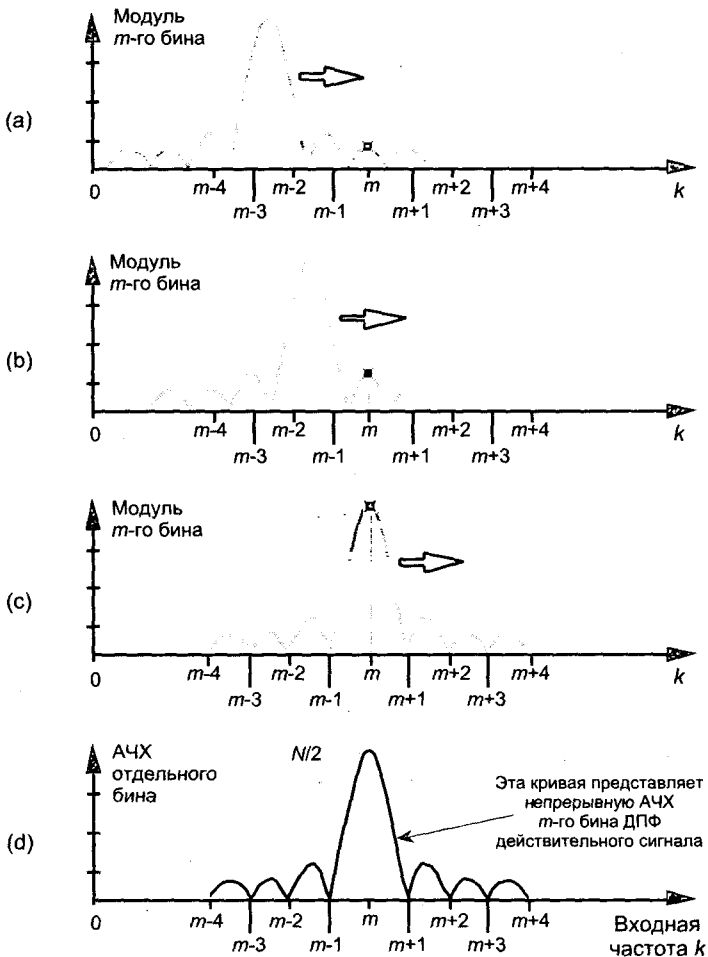 Модуль
m-го бина
(a)
0
m-4
m-3
m-2
m-1
m
m+1
m+2
m+3
m+4
k
Модуль
m-го бина
(b)
0
m-4
m-3
m-2
m-1
m
m+1
m+2
m+3
m+4
k
Модуль
m-го бина
(c)
0
m-4
m-3
m-2
m-1
m
m+1
m+2
m+3
m+4
k
АЧХ
отдельного
бина
N/2
Эта кривая представляет
непрерывную АЧХ
m-го бина ДПФ
действительного сигнала
(d)
0
m-4
m-3
m-2
m-1
m
m+1
m+2
m+3
m+4
Входная
частота k